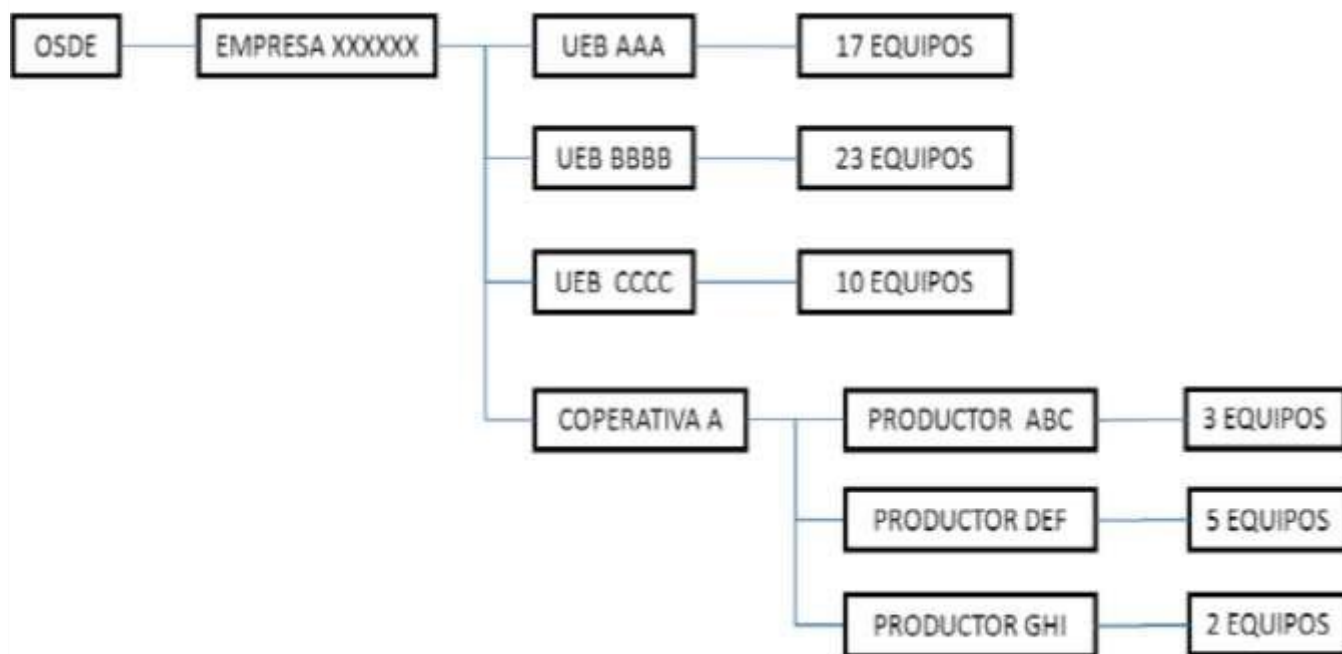 OSDE
EMPRESA XXXXXX
UEB AAA
17 EQUIPOS
UEB BBBB
23 EQUIPOS
UEB CCCC
10 EQUIPOS
COPERATIVA A
PRODUCTOR ABC
3 EQUIPOS
PRODUCTOR DEF
5 EQUIPOS
PRODUCTOR GHI
2 EQUIPOS